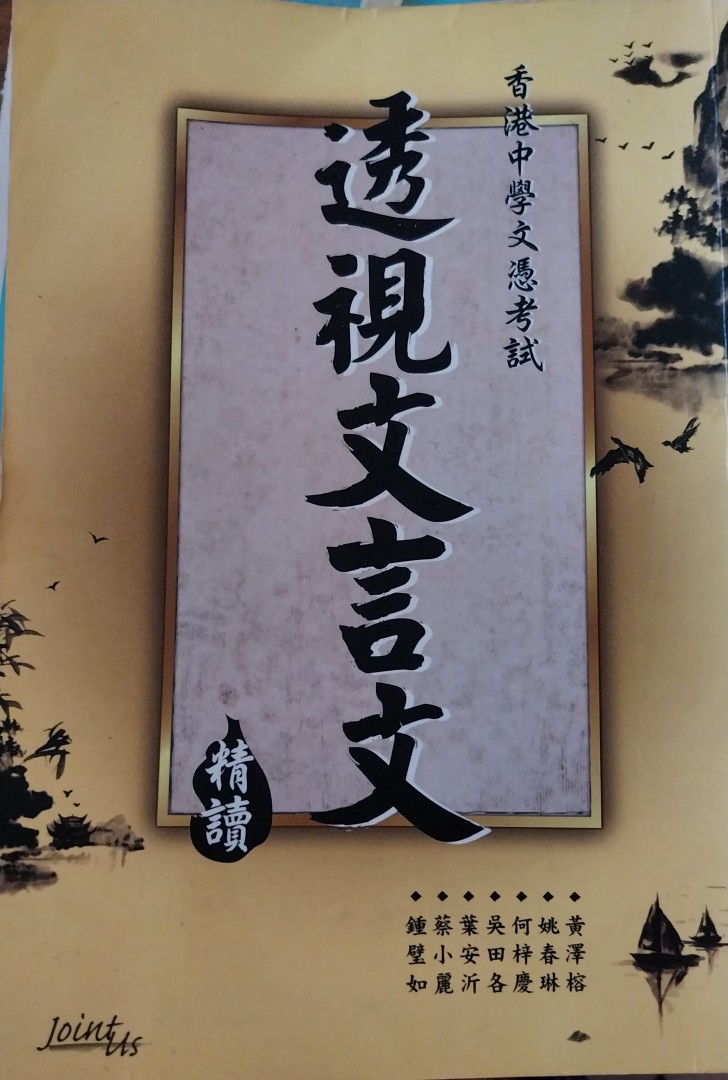 香港中學文憑考試
透視文言文
精讀
黃澤榕
姚春琳
何梓慶
吳田各
葉安沂
蔡小麗
鍾璧如
Joint Us